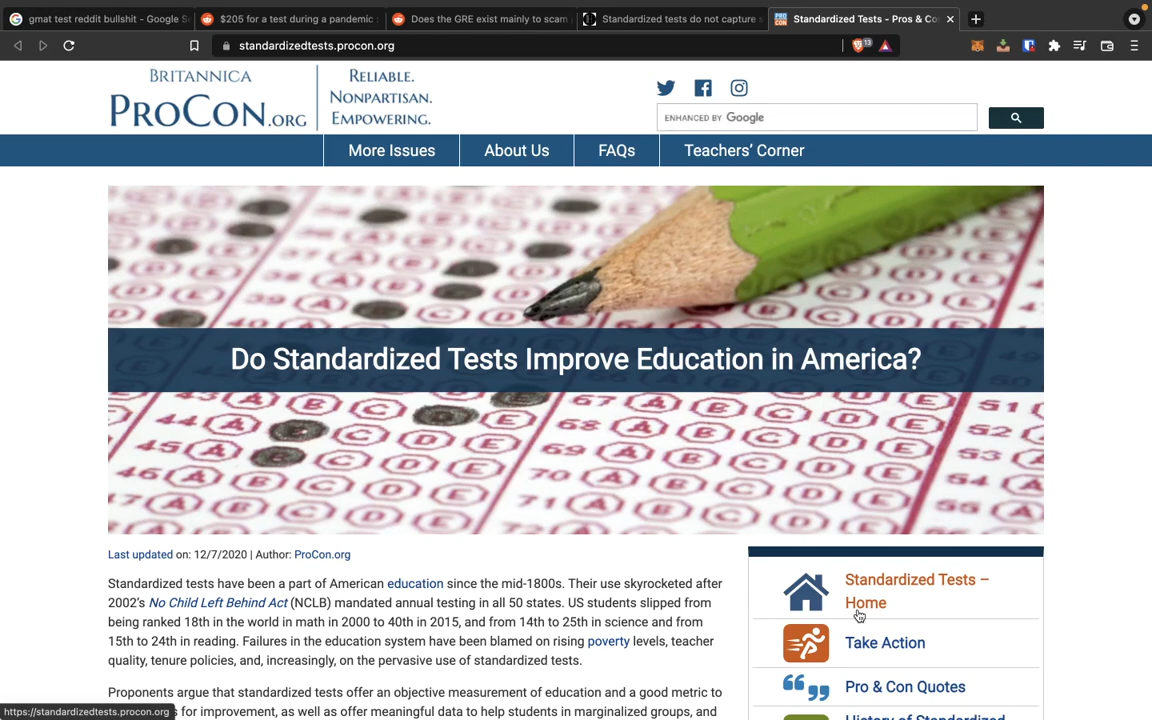 gmat test reddit bullshit - Google S
$205 for a test during a pandemic
Does the GRE exist mainly to scam
Standardized tests do not capture s
Standardized Tests - Pros & Co
standardizedtests.procon.org
13
BRITANNICA
PROCON.ORG
RELIABLE.
NONPARTISAN.
EMPOWERING.
ENHANCED BY Google
More Issues
About Us
FAQs
Teachers' Corner
Do Standardized Tests Improve Education in America?
Last updated on: 12/7/2020 | Author: ProCon.org
Standardized tests have been a part of American education since the mid-1800s. Their use skyrocketed after
2002's No Child Left Behind Act (NCLB) mandated annual testing in all 50 states. US students slipped from
being ranked 18th in the world in math in 2000 to 40th in 2015, and from 14th to 25th in science and from
15th to 24th in reading. Failures in the education system have been blamed on rising poverty levels, teacher
quality, tenure policies, and, increasingly, on the pervasive use of standardized tests.
Proponents argue that standardized tests offer an objective measurement of education and a good metric to
s for improvement, as well as offer meaningful data to help students in marginalized groups, and
Standardized Tests –
Home
Take Action
Pro & Con Quotes
History of Standardized
https://standardizedtests.procon.org